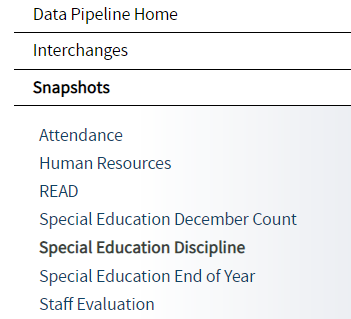 Data Pipeline Home
Interchanges
Snapshots
Attendance
Human Resources
READ
Special Education December Count
Special Education Discipline
Special Education End of Year
Staff Evaluation